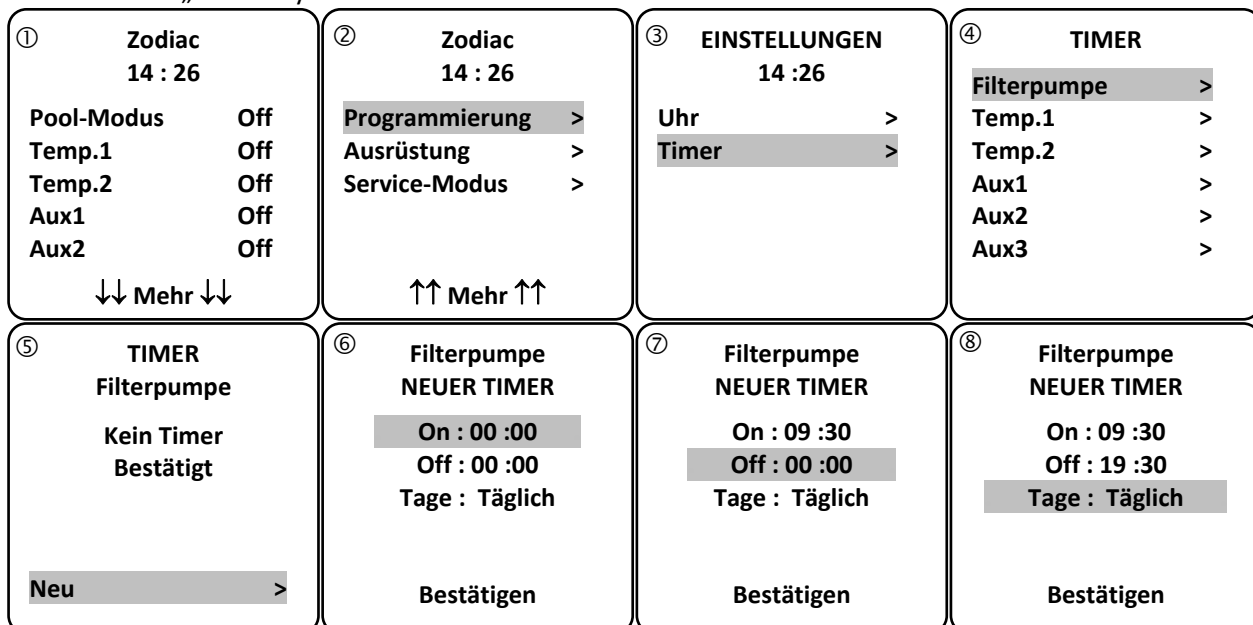 ①
Zodiac
14 : 26
Pool-Modus Off
Temp.1 Off
Temp.2 Off
Aux1 Off
Aux2 Off
↓↓ Mehr ↓↓
②
Zodiac
14 : 26
Programmierung >
Ausrüstung >
Service-Modus >
↑↑ Mehr ↑↑
③
EINSTELLUNGEN
14 :26
Uhr >
Timer >
④
TIMER
Filterpumpe >
Temp.1 >
Temp.2 >
Aux1 >
Aux2 >
Aux3 >
⑤
TIMER
Filterpumpe
Kein Timer
Bestätigt
Neu >
⑥
Filterpumpe
NEUER TIMER
On : 00 :00
Off : 00 :00
Tage : Täglich
Bestätigen
⑦
Filterpumpe
NEUER TIMER
On : 09 :30
Off : 00 :00
Tage : Täglich
Bestätigen
⑧
Filterpumpe
NEUER TIMER
On : 09 :30
Off : 19 :30
Tage : Täglich
Bestätigen